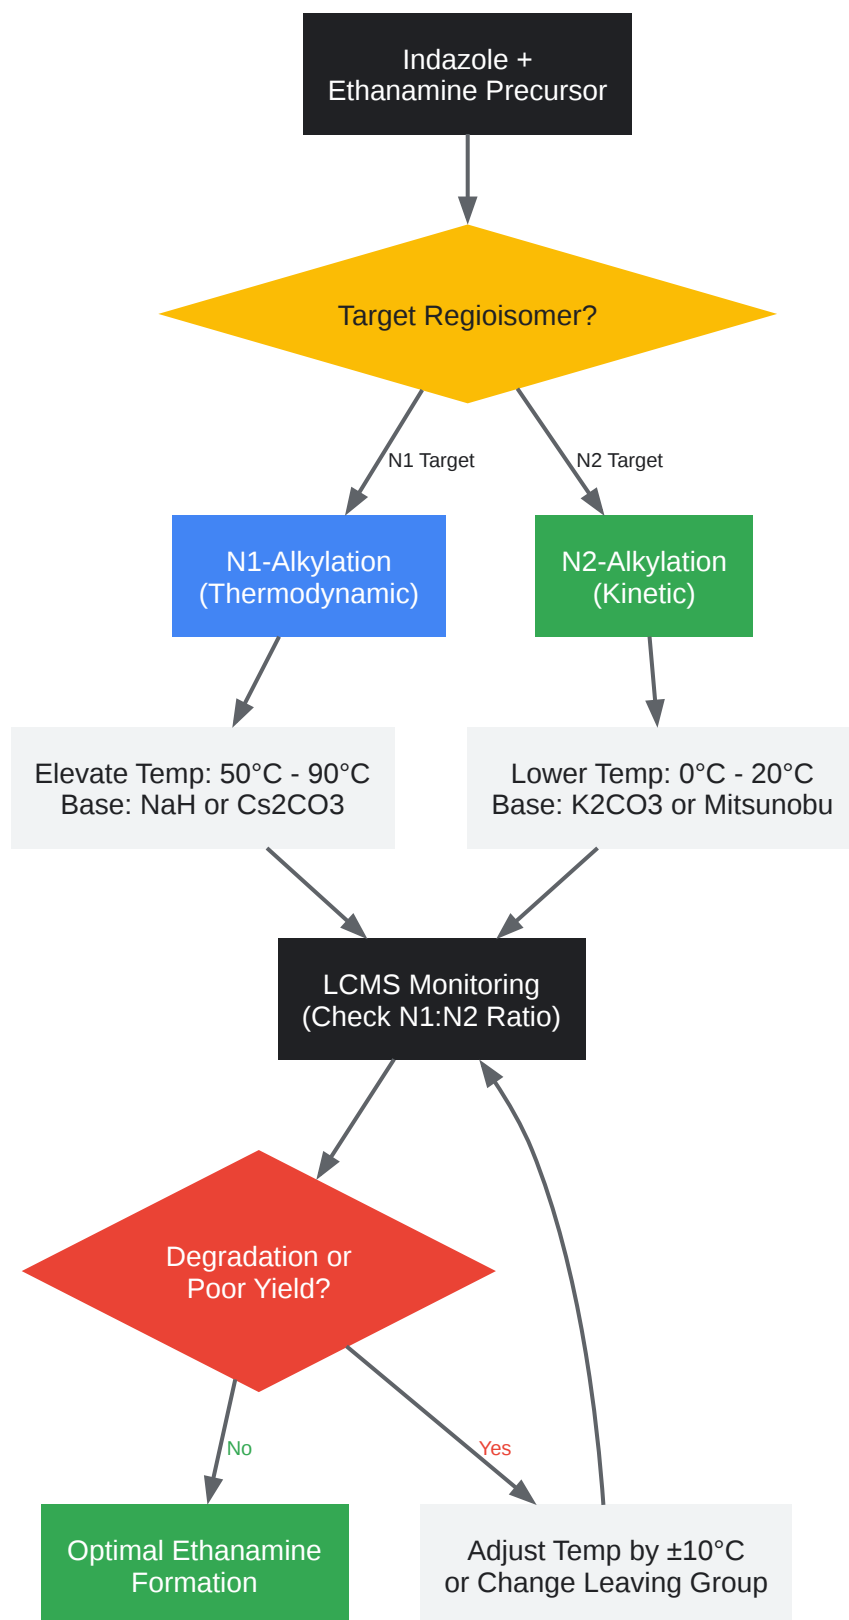 Indazole +
Ethanamine Precursor
Target Regioisomer?
N1 Target
N2 Target
N1-Alkylation
(Thermodynamic)
N2-Alkylation
(Kinetic)
Elevate Temp: 50°C - 90°C
Base: NaH or Cs2CO3
Lower Temp: 0°C - 20°C
Base: K2CO3 or Mitsunobu
LCMS Monitoring
(Check N1:N2 Ratio)
Degradation or
Poor Yield?
No
Yes
Optimal Ethanamine
Formation
Adjust Temp by ±10°C
or Change Leaving Group